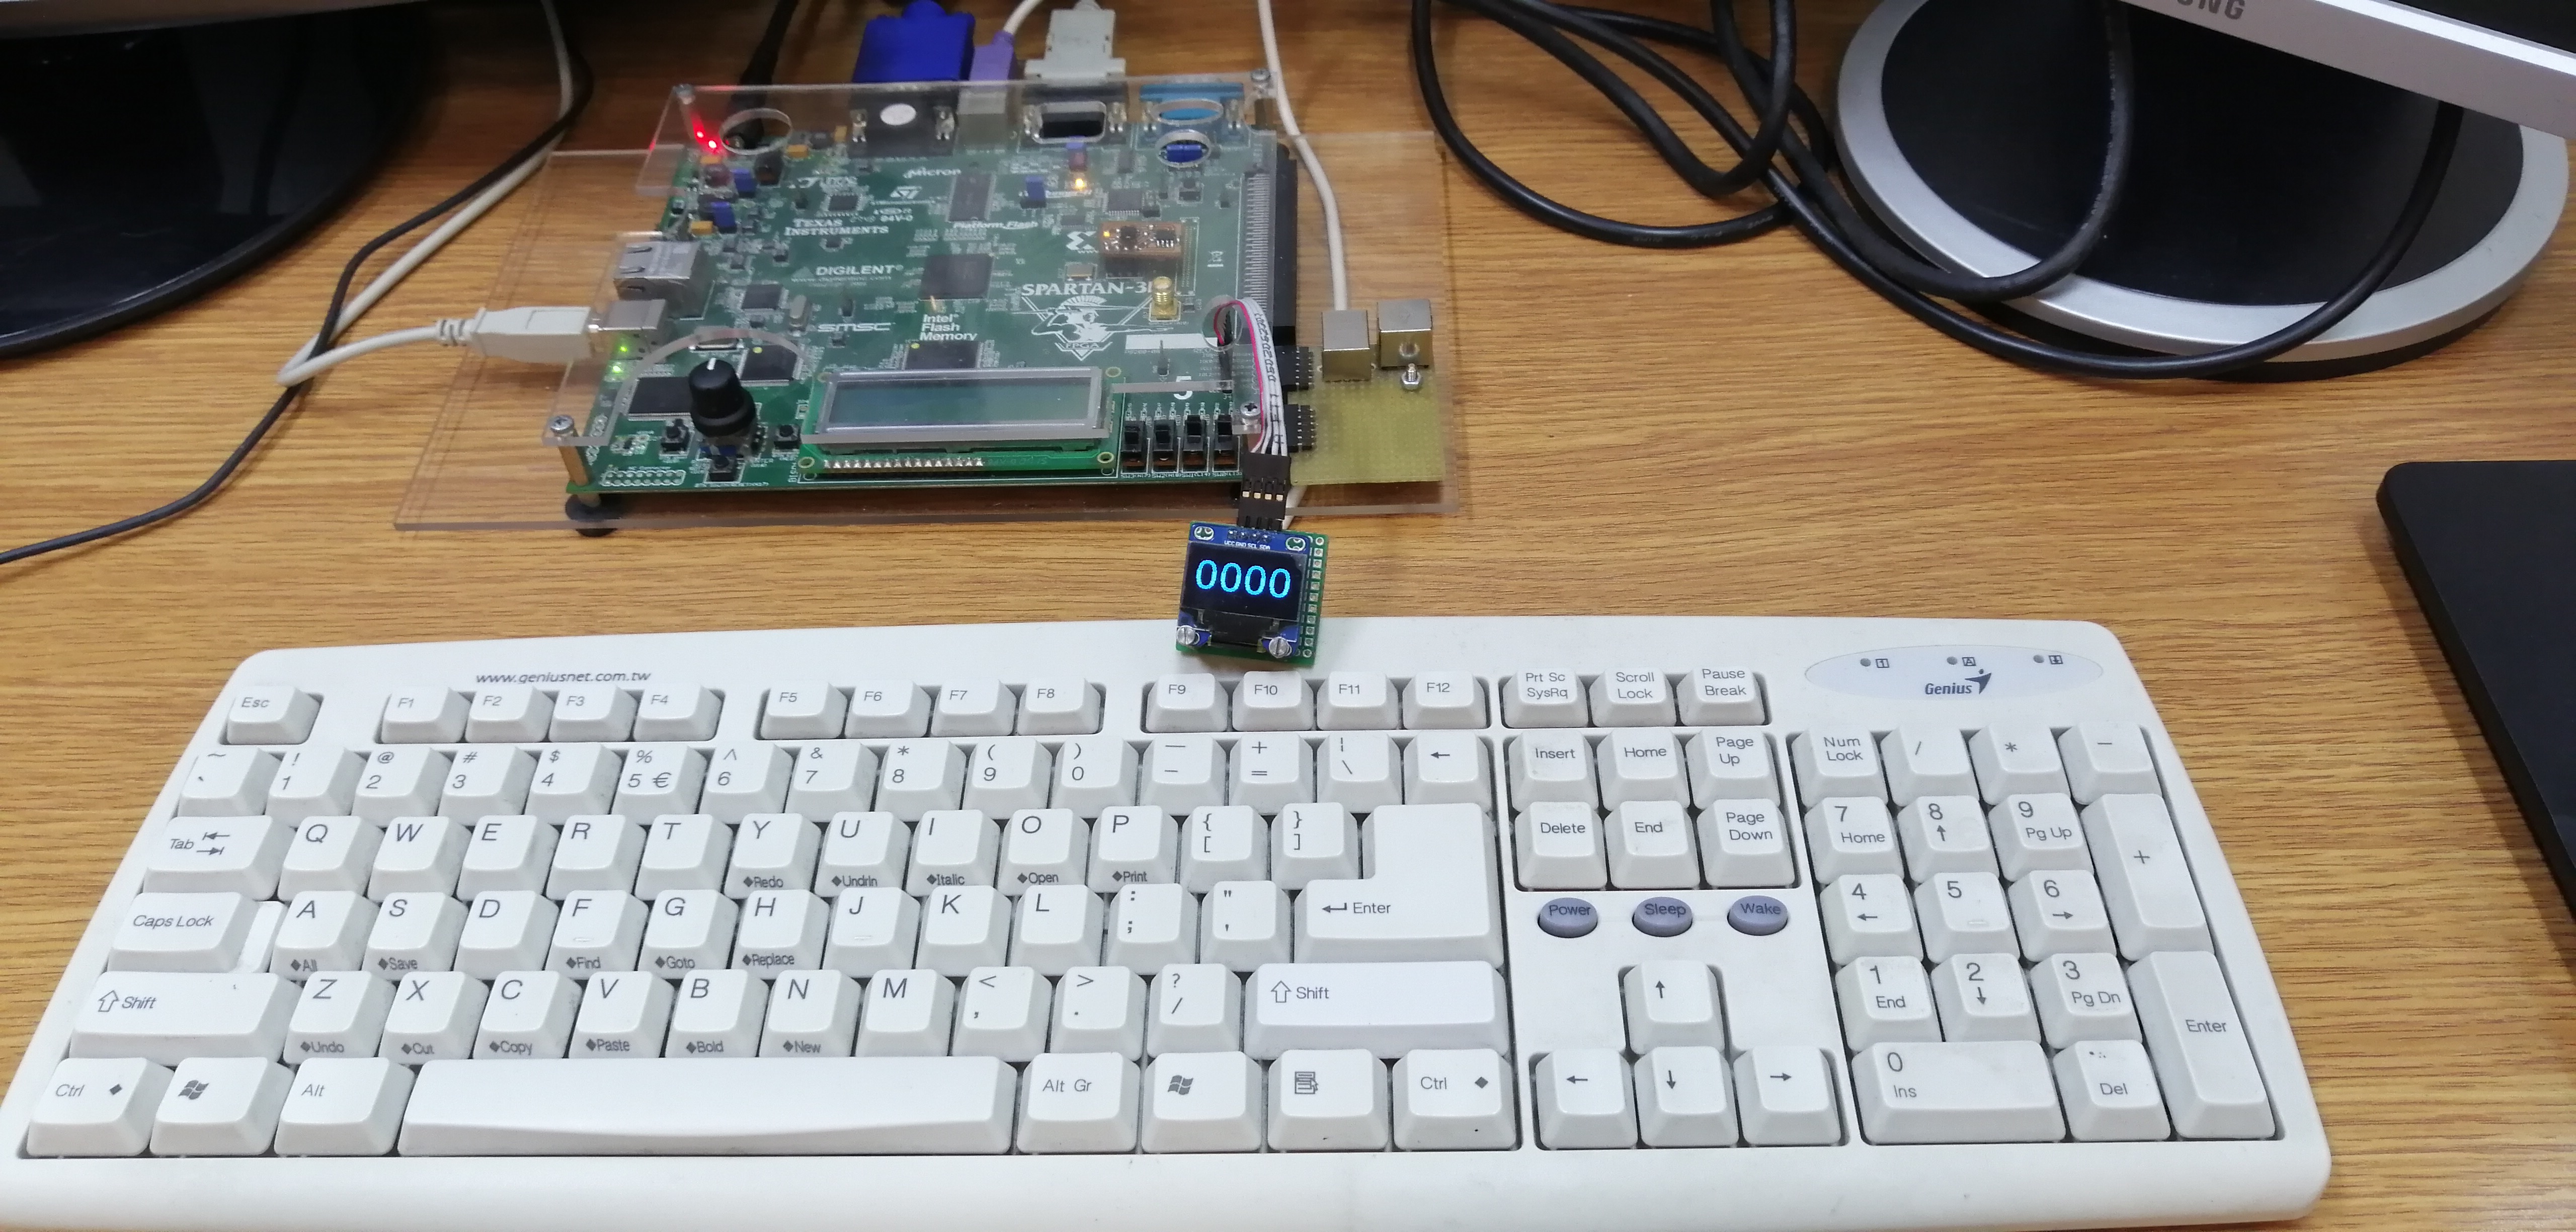 UNG
Micron
TEXAS
INSTRUMENTS
Platform Flash
DIGILENT®
SPARTAN-3
SMSC
Intel®
Flash
Memory
FPGA
VCC GND SCL SDA
0000
www.geniusnet.com.tw
Genius
Esc F1 F2 F3 F4 F5 F6 F7 F8 F9 F10 F11 F12 Prt Sc SysRq Scroll Lock Pause Break
~ ` ! 1 @ 2 # 3 $ 4 % 5 € ^ 6 & 7 * 8 ( 9 ) 0 — - + = ¦ \ ← Insert Home Page Up Num Lock / * -
Tab Q W E R T Y U I O P { [ } ] Delete End Page Down 7 Home 8 ↑ 9 Pg Up +
◆Redo ◆Undrln ◆Italic ◆Open ◆Print
Caps Lock A S D F G H J K L : ; " ' ↵ Enter Power Sleep Wake 4 ← 5 6 →
◆All ◆Save ◆Find ◆Goto ◆Replace
⇧ Shift Z X C V B N M < , > . ? / ⇧ Shift ↑ 1 End 2 ↓ 3 Pg Dn Enter
◆Undo ◆Cut ◆Copy ◆Paste ◆Bold ◆New
Ctrl ◆ Alt Alt Gr Ctrl ◆ ← ↓ → 0 Ins . Del